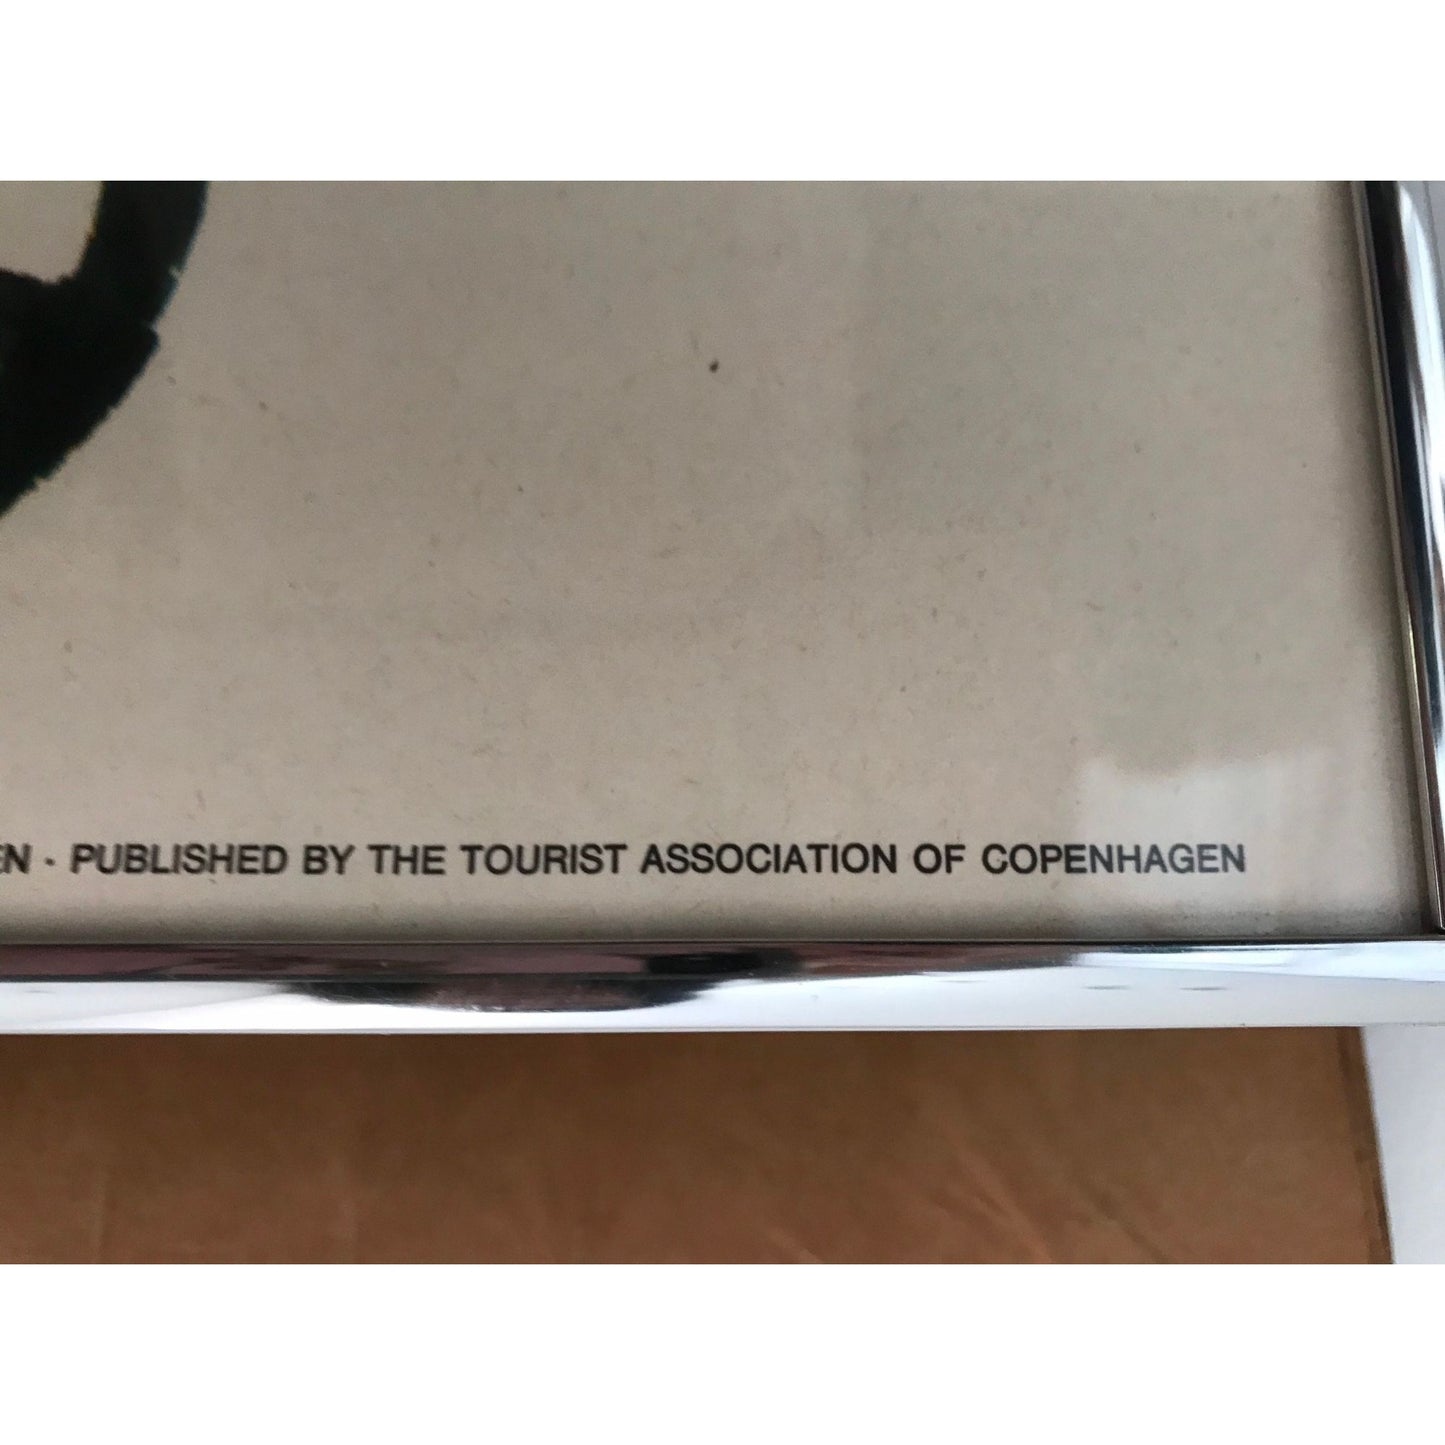 EN · PUBLISHED BY THE TOURIST ASSOCIATION OF COPENHAGEN